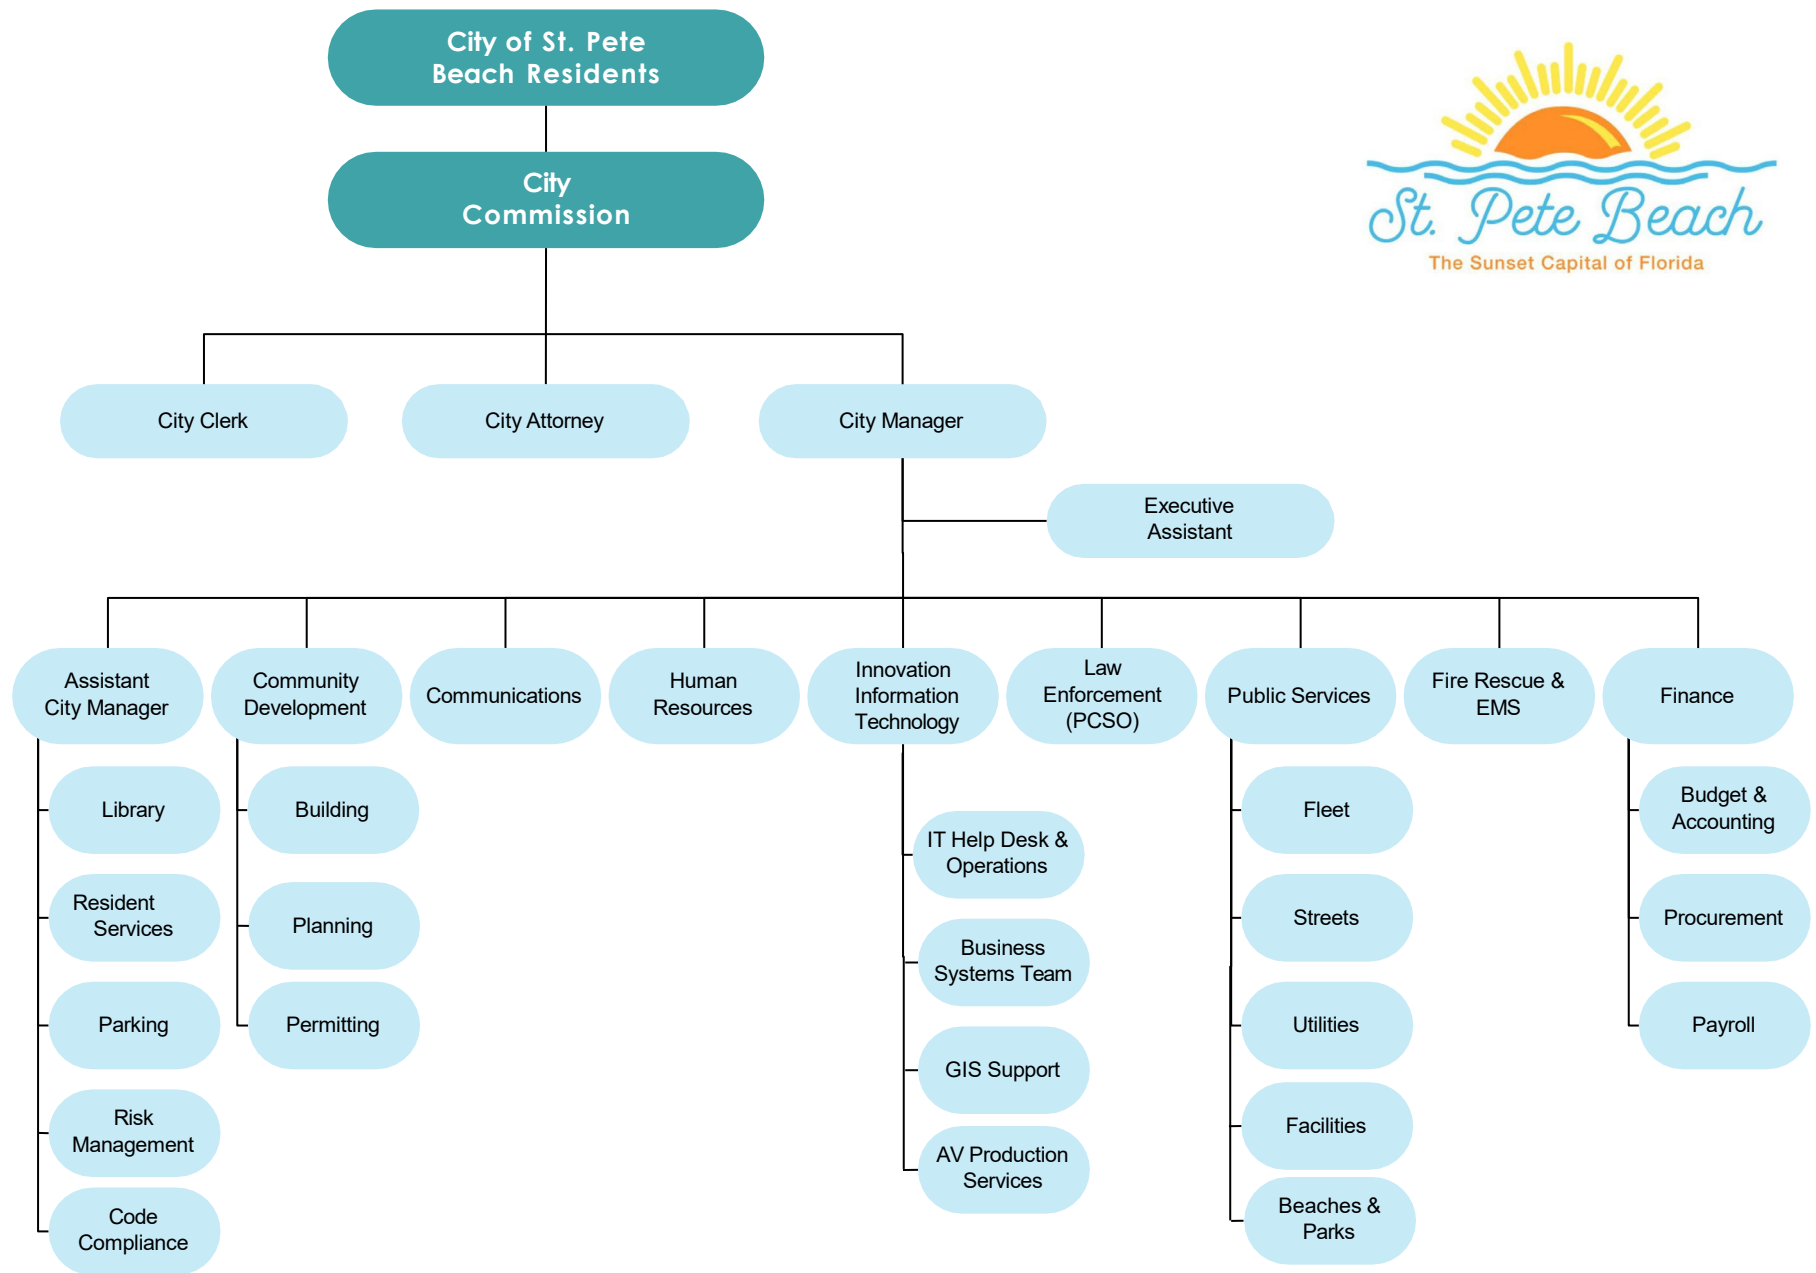 City of St. Pete
Beach Residents
City
Commission
St. Pete Beach
The Sunset Capital of Florida
City Clerk
City Attorney
City Manager
Executive
Assistant
Assistant
City Manager
Community
Development
Communications
Human
Resources
Innovation
Information
Technology
Law
Enforcement
(PCSO)
Public Services
Fire Rescue &
EMS
Finance
Library
Resident
Services
Parking
Risk
Management
Code
Compliance
Building
Planning
Permitting
IT Help Desk &
Operations
Business
Systems Team
GIS Support
AV Production
Services
Fleet
Streets
Utilities
Facilities
Beaches &
Parks
Budget &
Accounting
Procurement
Payroll